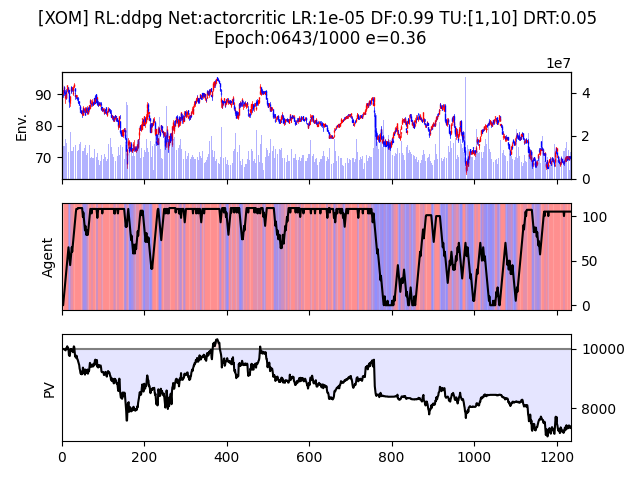 [XOM] RL:ddpg Net:actorcritic LR:1e-05 DF:0.99 TU:[1,10] DRT:0.05
Epoch:0643/1000 e=0.36
1e7
Env.
90
80
70
4
2
0
Agent
100
50
0
PV
10000
8000
0 200 400 600 800 1000 1200